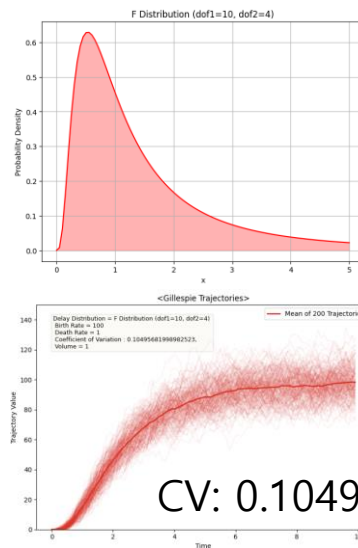 F Distribution (dof1=10, dof2=4)
Probability Density
0.6
0.5
0.4
0.3
0.2
0.1
0.0
0 1 2 3 4 5
x
<Gillespie Trajectories>
Delay Distribution = F Distribution (dof1=10, dof2=4)
Birth Rate = 100
Death Rate = 1
Coefficient of Variation : 0.10495681998982523,
Volume = 1
Mean of 200 Trajectorie
Trajectory Value
140
120
100
80
60
40
20
0
CV: 0.1049
0 2 4 6 8 1
Time